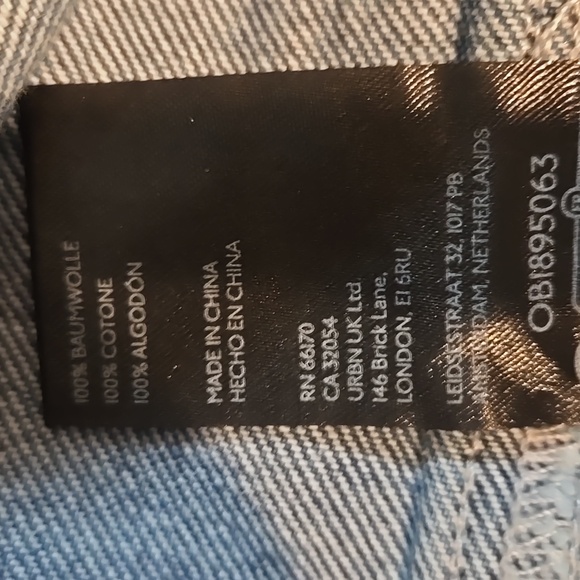 100% BAUMWOLLE
100% COTONE
100% ALGODÓN
MADE IN CHINA
HECHO EN CHINA
RN 66170
CA 32054
URBN UK Ltd
146 Brick Lane,
LONDON, E1 6RU
LEIDSESTRAAT 32, 1017 PB
AMSTERDAM, NETHERLANDS
OB1895063